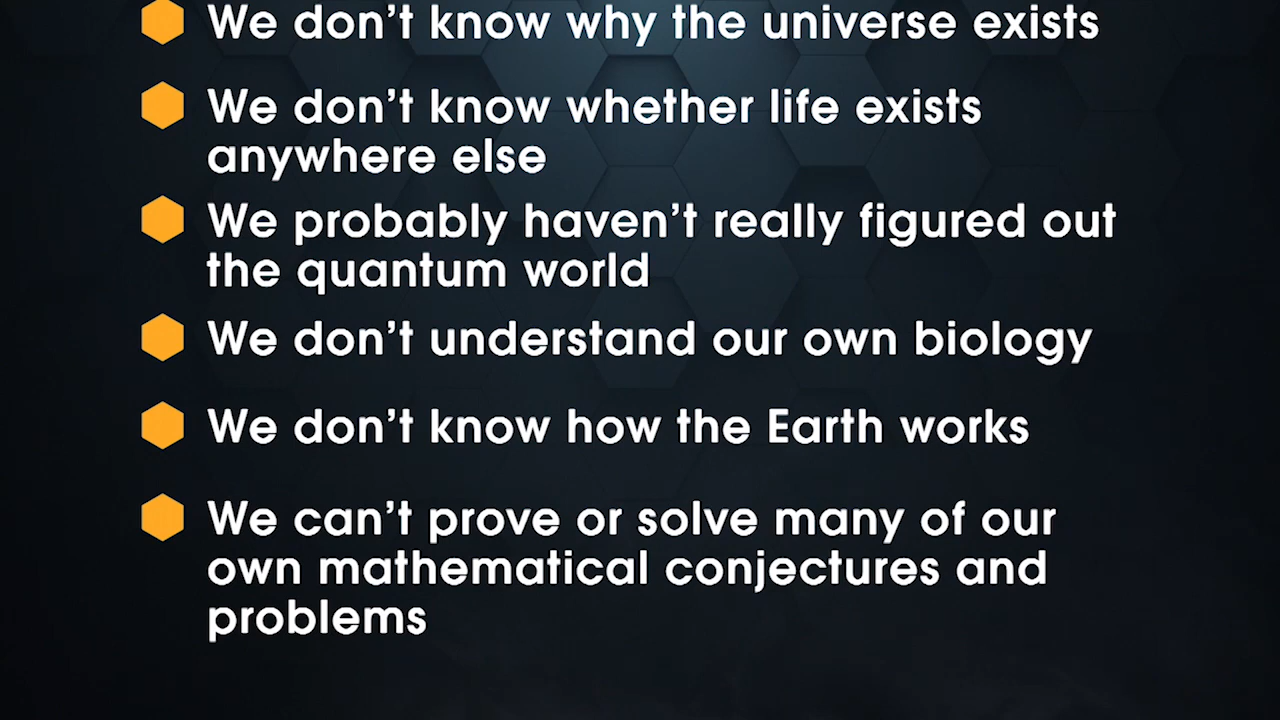 We don’t know why the universe exists
We don’t know whether life exists
anywhere else
We probably haven’t really figured out
the quantum world
We don’t understand our own biology
We don’t know how the Earth works
We can’t prove or solve many of our
own mathematical conjectures and
problems